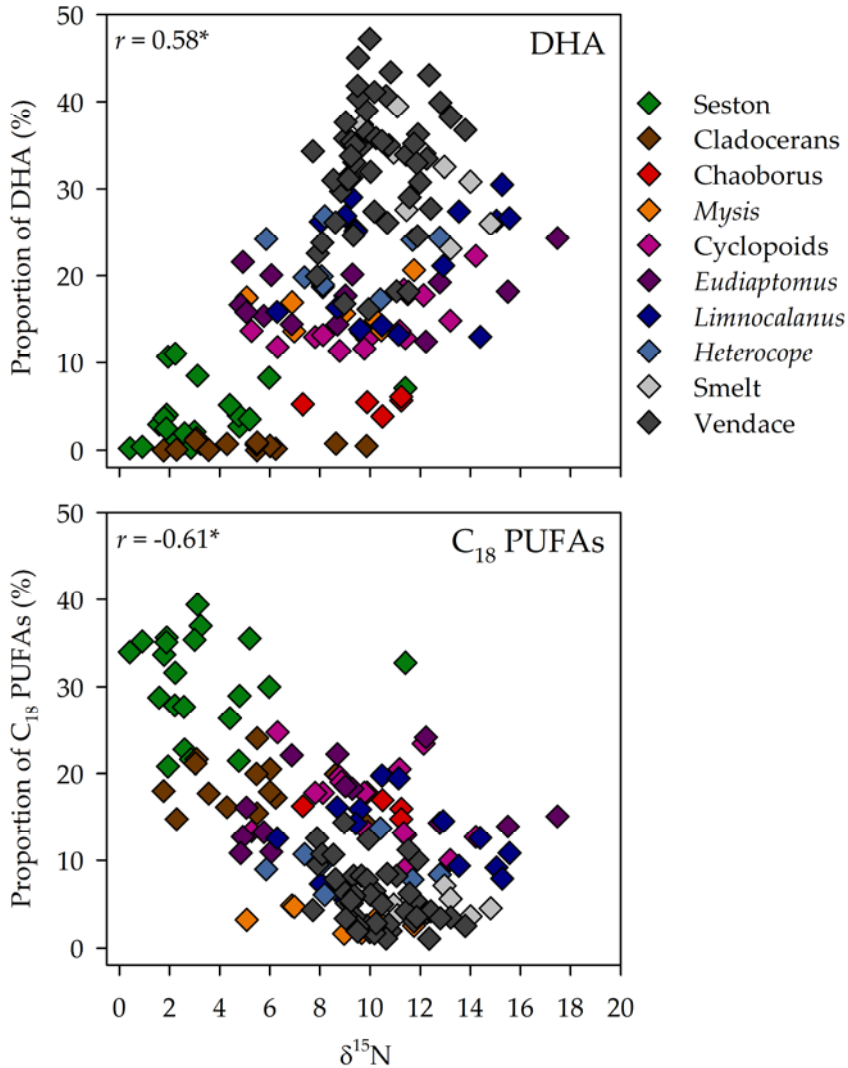 50
40
30
20
10
0
Proportion of DHA (%)
r = 0.58*
DHA
Seston
Cladocerans
Chaoborus
Mysis
Cyclopoids
Eudiaptomus
Limnocalanus
Heterocope
Smelt
Vendace
50
40
30
20
10
0
Proportion of C₁₈ PUFAs (%)
r = -0.61*
C₁₈ PUFAs
0 2 4 6 8 10 12 14 16 18 20
δ¹⁵N